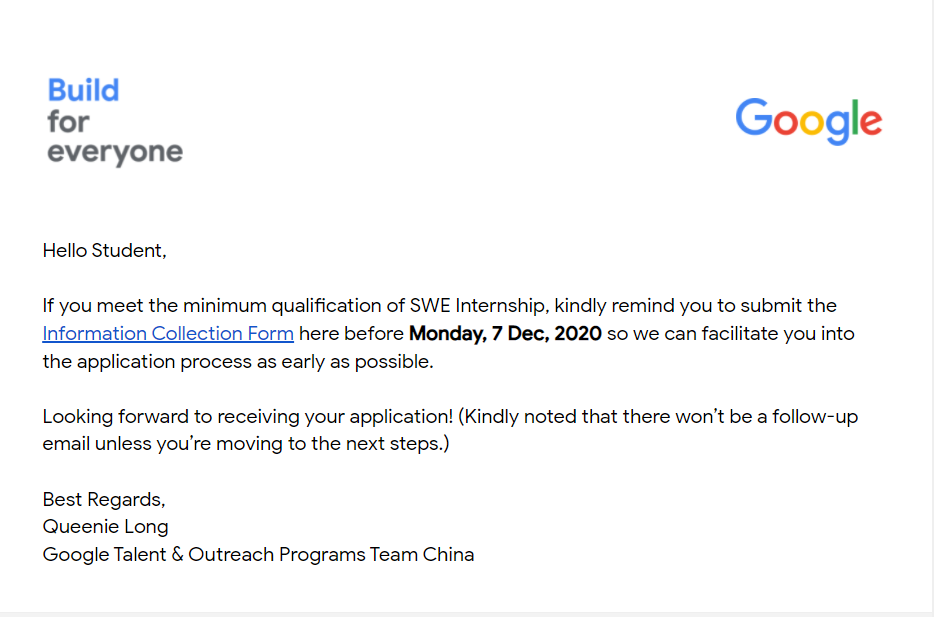 Build
for
everyone
Google
Hello Student,
If you meet the minimum qualification of SWE Internship, kindly remind you to submit the
Information Collection Form here before Monday, 7 Dec, 2020 so we can facilitate you into
the application process as early as possible.
Looking forward to receiving your application! (Kindly noted that there won’t be a follow-up
email unless you’re moving to the next steps.)
Best Regards,
Queenie Long
Google Talent & Outreach Programs Team China